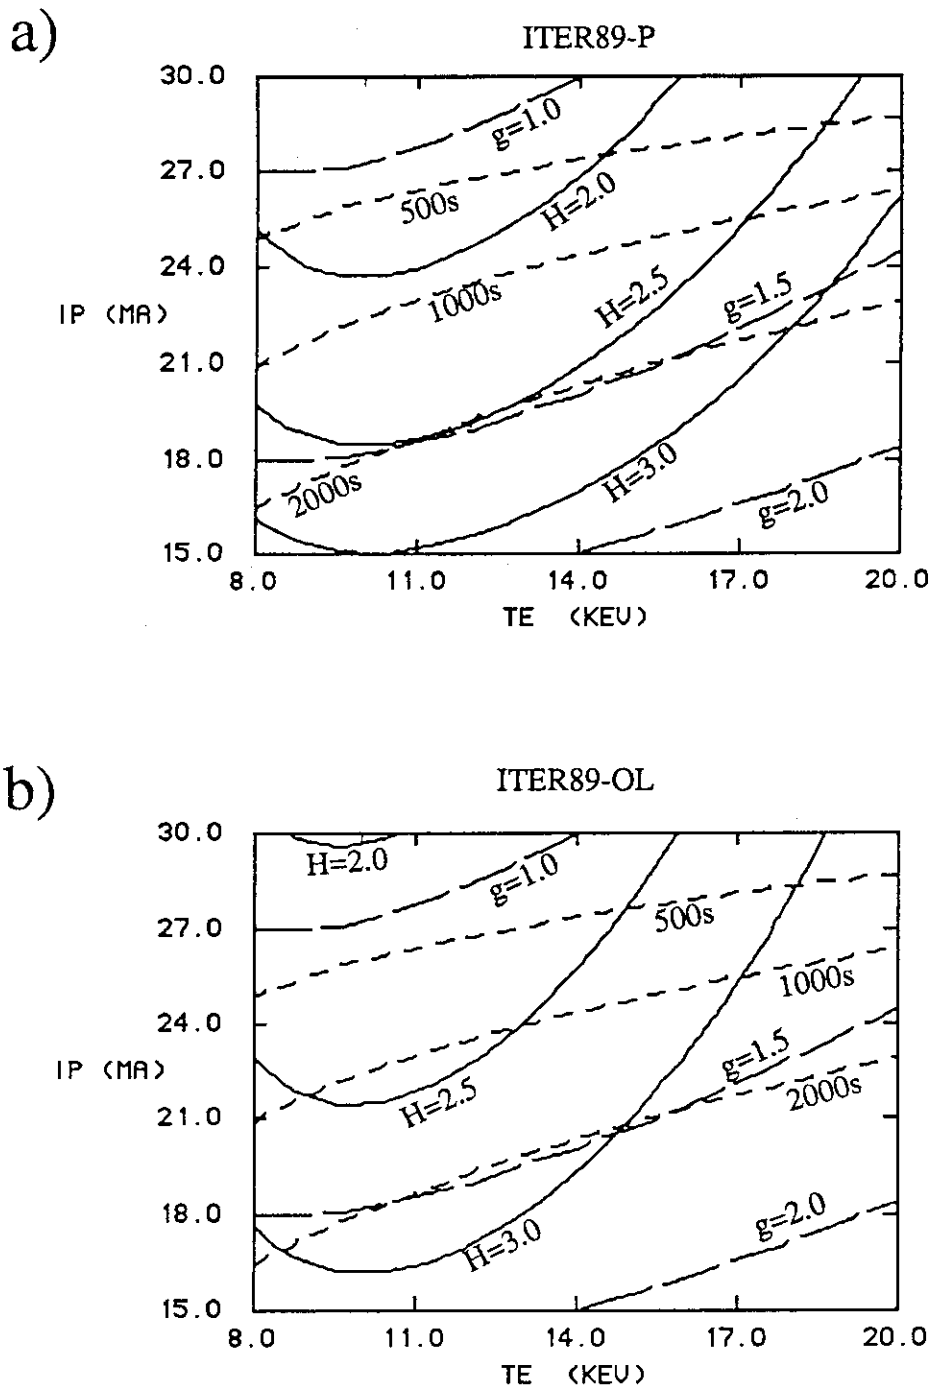 a)
ITER89-P
30.0
27.0
24.0
21.0
18.0
15.0
IP (MA)
g=1.0
500s
H=2.0
1000s
H=2.5
g=1.5
2000s
H=3.0
g=2.0
8.0 11.0 14.0 17.0 20.0
TE (KEV)
b)
ITER89-OL
30.0
27.0
24.0
21.0
18.0
15.0
IP (MA)
H=2.0
g=1.0
500s
1000s
H=2.5
g=1.5
2000s
H=3.0
g=2.0
8.0 11.0 14.0 17.0 20.0
TE (KEV)